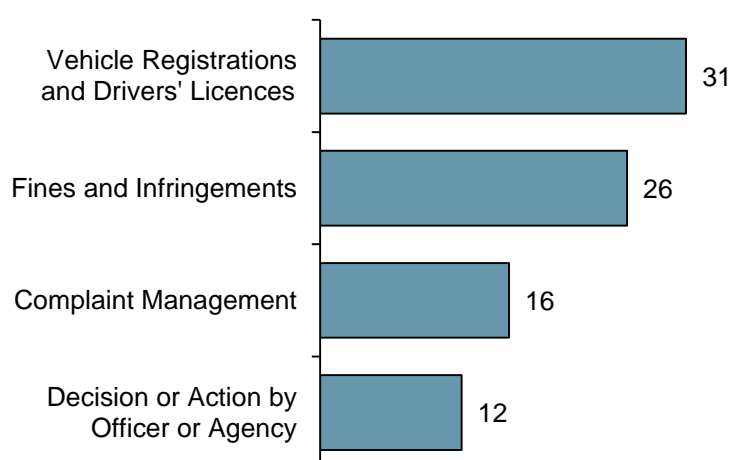 Vehicle Registrations
and Drivers' Licences
31
Fines and Infringements
26
Complaint Management
16
Decision or Action by
Officer or Agency
12